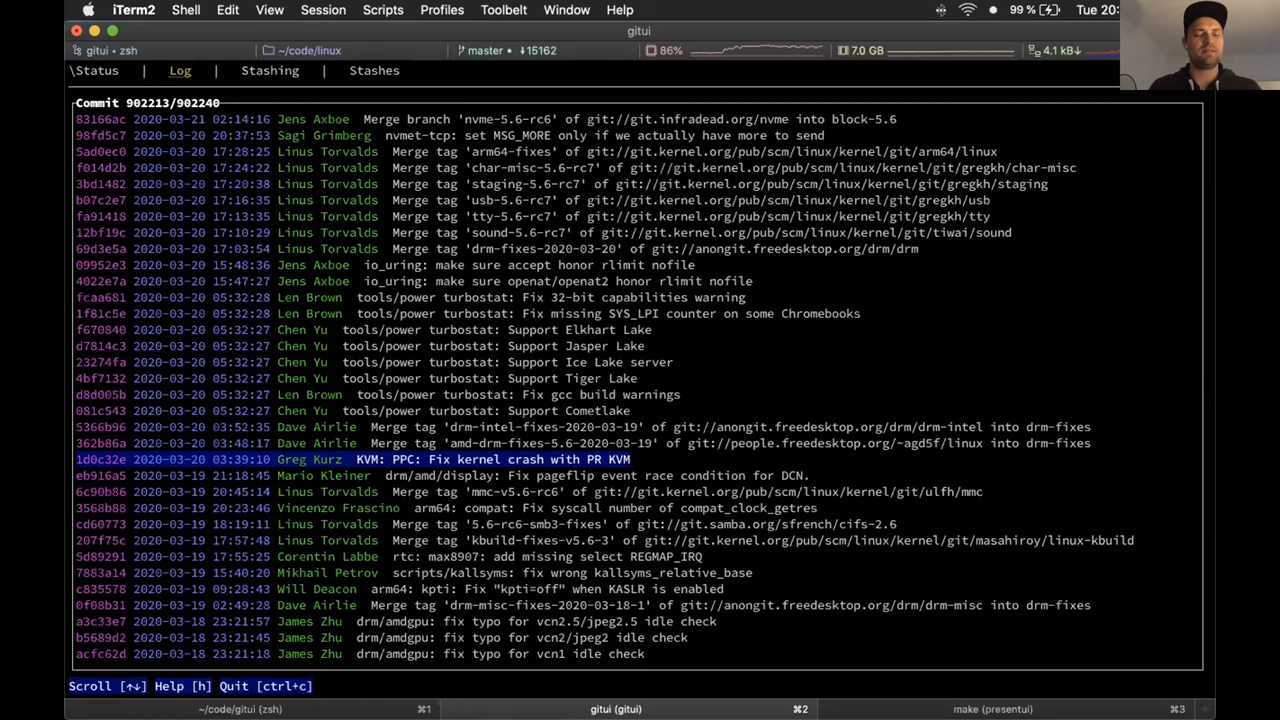 iTerm2 Shell Edit View Session Scripts Profiles Toolbelt Window Help 99 % Tue 20:
gitui
gitui • zsh ~/code/linux master • ↓15162 86% 7.0 GB 4.1 kB↓
\Status | Log | Stashing | Stashes
Commit 902213/902240
83166ac 2020-03-21 02:14:16 Jens Axboe Merge branch 'nvme-5.6-rc6' of git://git.infradead.org/nvme into block-5.6
98fd5c7 2020-03-20 20:37:53 Sagi Grimberg nvmet-tcp: set MSG_MORE only if we actually have more to send
5ad0ec0 2020-03-20 17:28:25 Linus Torvalds Merge tag 'arm64-fixes' of git://git.kernel.org/pub/scm/linux/kernel/git/arm64/linux
f014d2b 2020-03-20 17:24:22 Linus Torvalds Merge tag 'char-misc-5.6-rc7' of git://git.kernel.org/pub/scm/linux/kernel/git/gregkh/char-misc
3bd1482 2020-03-20 17:20:38 Linus Torvalds Merge tag 'staging-5.6-rc7' of git://git.kernel.org/pub/scm/linux/kernel/git/gregkh/staging
b07c2e7 2020-03-20 17:16:35 Linus Torvalds Merge tag 'usb-5.6-rc7' of git://git.kernel.org/pub/scm/linux/kernel/git/gregkh/usb
fa91418 2020-03-20 17:13:35 Linus Torvalds Merge tag 'tty-5.6-rc7' of git://git.kernel.org/pub/scm/linux/kernel/git/gregkh/tty
12bf19c 2020-03-20 17:10:29 Linus Torvalds Merge tag 'sound-5.6-rc7' of git://git.kernel.org/pub/scm/linux/kernel/git/tiwai/sound
69d3e5a 2020-03-20 17:03:54 Linus Torvalds Merge tag 'drm-fixes-2020-03-20' of git://anongit.freedesktop.org/drm/drm
09952e3 2020-03-20 15:48:36 Jens Axboe io_uring: make sure accept honor rlimit nofile
4022e7a 2020-03-20 15:47:27 Jens Axboe io_uring: make sure openat/openat2 honor rlimit nofile
fcaa681 2020-03-20 05:32:28 Len Brown tools/power turbostat: Fix 32-bit capabilities warning
1f81c5e 2020-03-20 05:32:28 Len Brown tools/power turbostat: Fix missing SYS_LPI counter on some Chromebooks
f670840 2020-03-20 05:32:27 Chen Yu tools/power turbostat: Support Elkhart Lake
d7814c3 2020-03-20 05:32:27 Chen Yu tools/power turbostat: Support Jasper Lake
23274fa 2020-03-20 05:32:27 Chen Yu tools/power turbostat: Support Ice Lake server
4bf7132 2020-03-20 05:32:27 Chen Yu tools/power turbostat: Support Tiger Lake
d8d005b 2020-03-20 05:32:27 Len Brown tools/power turbostat: Fix gcc build warnings
081c543 2020-03-20 05:32:27 Chen Yu tools/power turbostat: Support Cometlake
5366b96 2020-03-20 03:52:35 Dave Airlie Merge tag 'drm-intel-fixes-2020-03-19' of git://anongit.freedesktop.org/drm/drm-intel into drm-fixes
362b86a 2020-03-20 03:48:17 Dave Airlie Merge tag 'amd-drm-fixes-5.6-2020-03-19' of git://people.freedesktop.org/~agd5f/linux into drm-fixes
1d0c32e 2020-03-20 03:39:10 Greg Kurz KVM: PPC: Fix kernel crash with PR KVM
eb916a5 2020-03-19 21:18:45 Mario Kleiner drm/amd/display: Fix pageflip event race condition for DCN.
6c90b86 2020-03-19 20:45:14 Linus Torvalds Merge tag 'mmc-v5.6-rc6' of git://git.kernel.org/pub/scm/linux/kernel/git/ulfh/mmc
3568b88 2020-03-19 20:23:46 Vincenzo Frascino arm64: compat: Fix syscall number of compat_clock_getres
cd60773 2020-03-19 18:19:11 Linus Torvalds Merge tag '5.6-rc6-smb3-fixes' of git://git.samba.org/sfrench/cifs-2.6
207f75c 2020-03-19 17:57:48 Linus Torvalds Merge tag 'kbuild-fixes-v5.6-3' of git://git.kernel.org/pub/scm/linux/kernel/git/masahiroy/linux-kbuild
5d89291 2020-03-19 17:55:25 Corentin Labbe rtc: max8907: add missing select REGMAP_IRQ
7883a14 2020-03-19 15:40:20 Mikhail Petrov scripts/kallsyms: fix wrong kallsyms_relative_base
c835578 2020-03-19 09:28:43 Will Deacon arm64: kpti: Fix "kpti=off" when KASLR is enabled
0f08b31 2020-03-19 02:49:28 Dave Airlie Merge tag 'drm-misc-fixes-2020-03-18-1' of git://anongit.freedesktop.org/drm/drm-misc into drm-fixes
a3c33e7 2020-03-18 23:21:57 James Zhu drm/amdgpu: fix typo for vcn2.5/jpeg2.5 idle check
b5689d2 2020-03-18 23:21:45 James Zhu drm/amdgpu: fix typo for vcn2/jpeg2 idle check
acfc62d 2020-03-18 23:21:18 James Zhu drm/amdgpu: fix typo for vcn1 idle check
Scroll [↑↓] Help [h] Quit [ctrl+c]
~/code/gitui (zsh) ⌘1 gitui (gitui) ⌘2 make (presentui) ⌘3